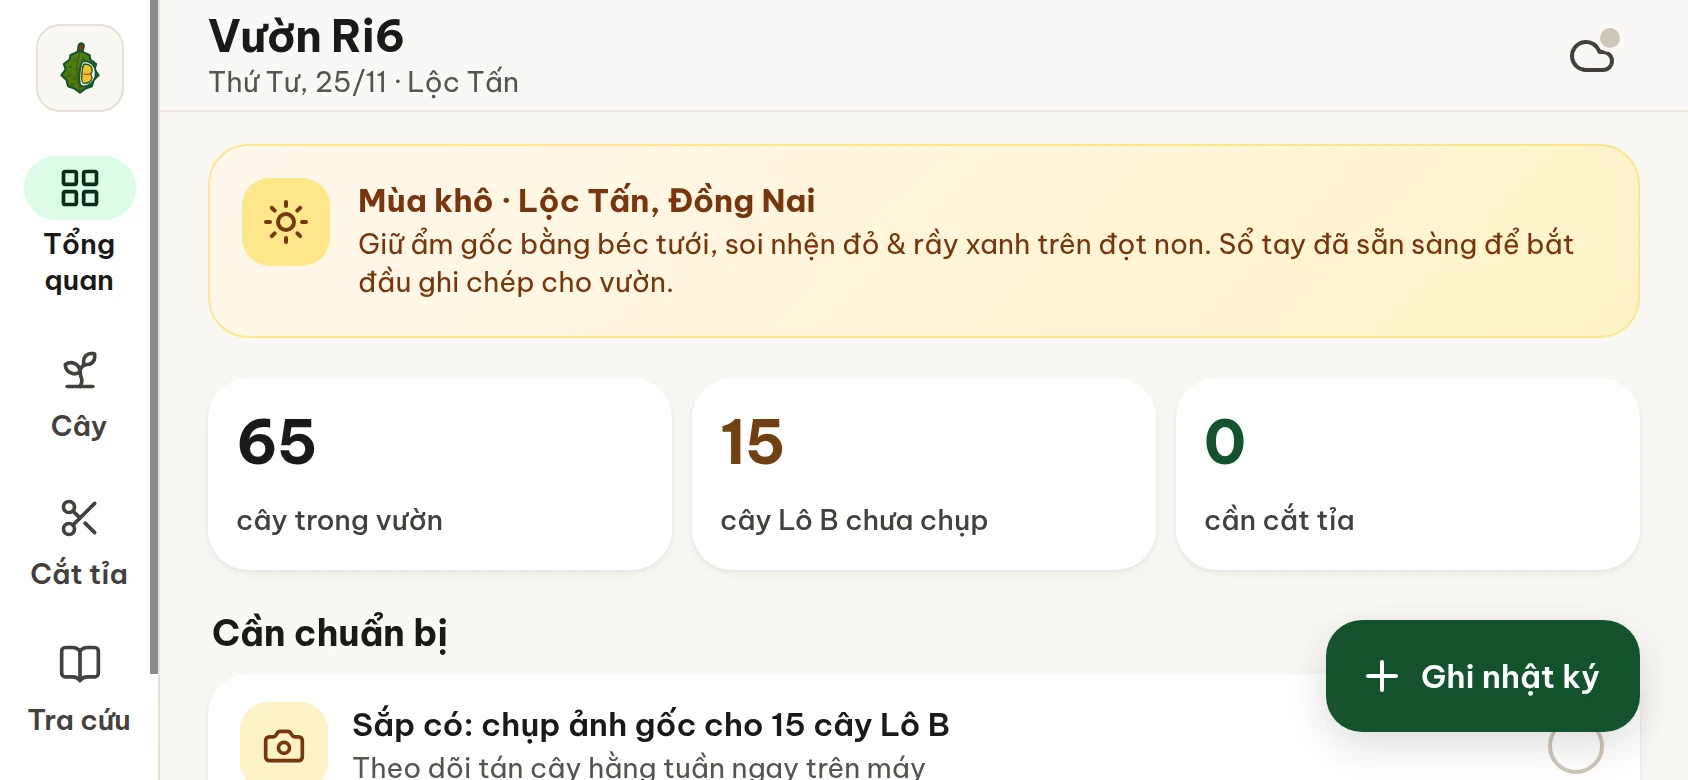 Vườn Ri6
Thứ Tư, 25/11 · Lộc Tấn
Tổng
quan
Cây
Cắt tỉa
Tra cứu
Mùa khô · Lộc Tấn, Đồng Nai
Giữ ẩm gốc bằng béc tưới, soi nhện đỏ & rầy xanh trên đọt non. Sổ tay đã sẵn sàng để bắt
đầu ghi chép cho vườn.
65
cây trong vườn
15
cây Lô B chưa chụp
0
cần cắt tỉa
Cần chuẩn bị
Ghi nhật ký
Sắp có: chụp ảnh gốc cho 15 cây Lô B
Theo dõi tán cây hằng tuần ngay trên máy